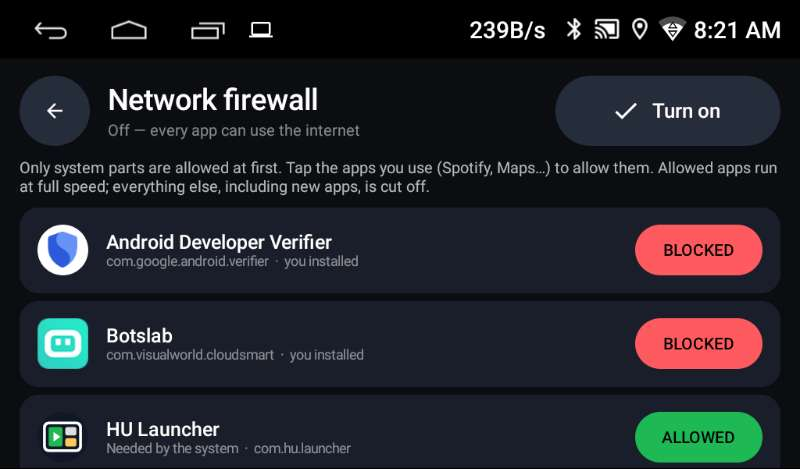 239B/s 8:21 AM
Network firewall
Off — every app can use the internet
Turn on
Only system parts are allowed at first. Tap the apps you use (Spotify, Maps...) to allow them. Allowed apps run
at full speed; everything else, including new apps, is cut off.
Android Developer Verifier
com.google.android.verifier · you installed
BLOCKED
Botslab
com.visualworld.cloudsmart · you installed
BLOCKED
HU Launcher
Needed by the system · com.hu.launcher
ALLOWED